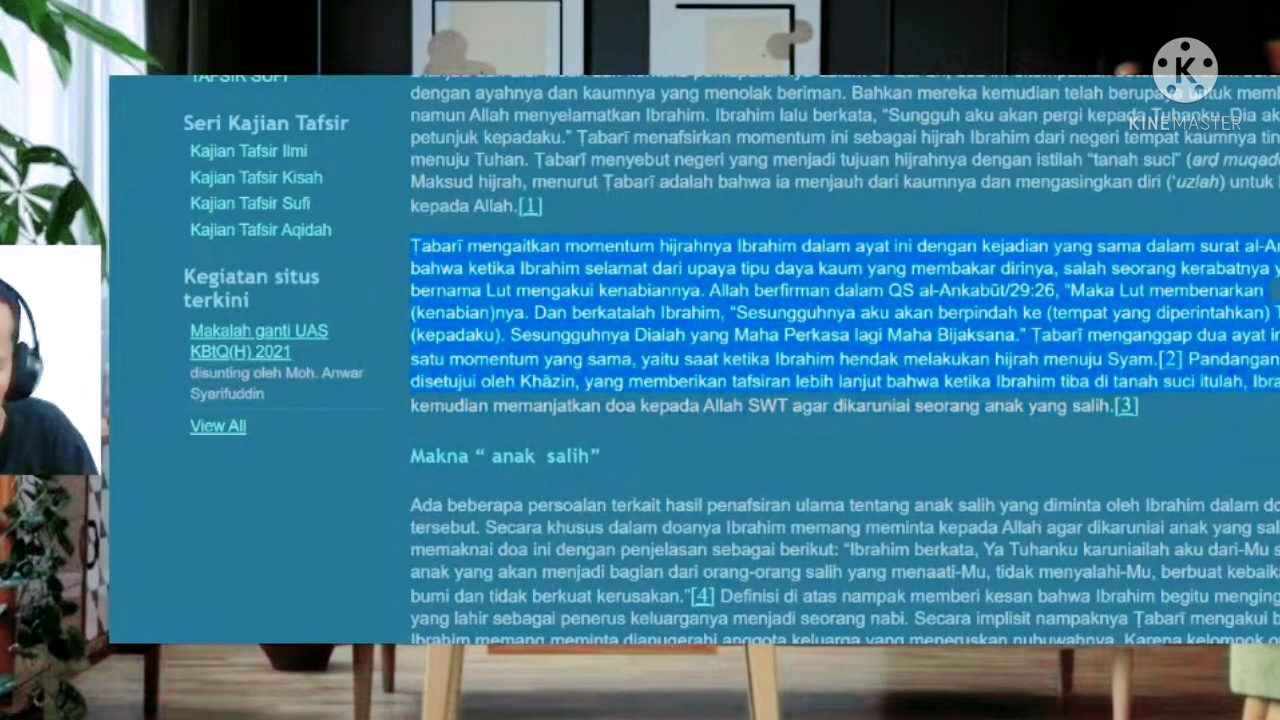 TAFSIR SUFI
Seri Kajian Tafsir
Kajian Tafsir Ilmi
Kajian Tafsir Kisah
Kajian Tafsir Sufi
Kajian Tafsir Aqidah
Kegiatan situs
terkini
Makalah ganti UAS
KBtQ(H) 2021
disunting oleh Moh. Anwar
Syarifuddin
View All
dengan ayahnya dan kaumnya yang menolak beriman. Bahkan mereka kemudian telah berupaya untuk
namun Allah menyelamatkan Ibrahim. Ibrahim lalu berkata, “Sungguh aku akan pergi kepada Dia
petunjuk kepadaku.” Ṭabarī menafsirkan momentum ini sebagai hijrah Ibrahim dari negeri tempat kaumnya
menuju Tuhan. Ṭabarī menyebut negeri yang menjadi tujuan hijrahnya dengan istilah “tanah suci” (arḍ
Maksud hijrah, menurut Ṭabarī adalah bahwa ia menjauh dari kaumnya dan mengasingkan diri (‘uzlah) untuk
kepada Allah.[1]
Ṭabarī mengaitkan momentum hijrahnya Ibrahim dalam ayat ini dengan kejadian yang sama dalam surat
bahwa ketika Ibrahim selamat dari upaya tipu daya kaum yang membakar dirinya, salah seorang kerabatnya
bernama Lut mengakui kenabiannya. Allah berfirman dalam QS al-Ankabūt/29:26, “Maka Lut membenarkan
(kenabian)nya. Dan berkatalah Ibrahim, “Sesungguhnya aku akan berpindah ke (tempat yang diperintahkan)
(kepadaku). Sesungguhnya Dialah yang Maha Perkasa lagi Maha Bijaksana.” Ṭabarī menganggap dua ayat
satu momentum yang sama, yaitu saat ketika Ibrahim hendak melakukan hijrah menuju Syam.[2] Pandangan
disetujui oleh Khāzin, yang memberikan tafsiran lebih lanjut bahwa ketika Ibrahim tiba di tanah suci itulah,
kemudian memanjatkan doa kepada Allah SWT agar dikaruniai seorang anak yang salih.[3]
Makna “ anak salih”
Ada beberapa persoalan terkait hasil penafsiran ulama tentang anak salih yang diminta oleh Ibrahim dalam
tersebut. Secara khusus dalam doanya Ibrahim memang meminta kepada Allah agar dikaruniai anak yang
memaknai doa ini dengan penjelasan sebagai berikut: “Ibrahim berkata, Ya Tuhanku karuniailah aku dari-Mu
anak yang akan menjadi bagian dari orang-orang salih yang menaati-Mu, tidak menyalahi-Mu, berbuat
bumi dan tidak berkuat kerusakan.”[4] Definisi di atas nampak memberi kesan bahwa Ibrahim begitu
yang lahir sebagai penerus keluarganya menjadi seorang nabi. Secara implisit nampaknya Ṭabarī mengakui
Ibrahim memang meminta dianugerahi anggota keluarga yang meneruskan nubuwahnya. Karena kelompok
K
KINEMASTER